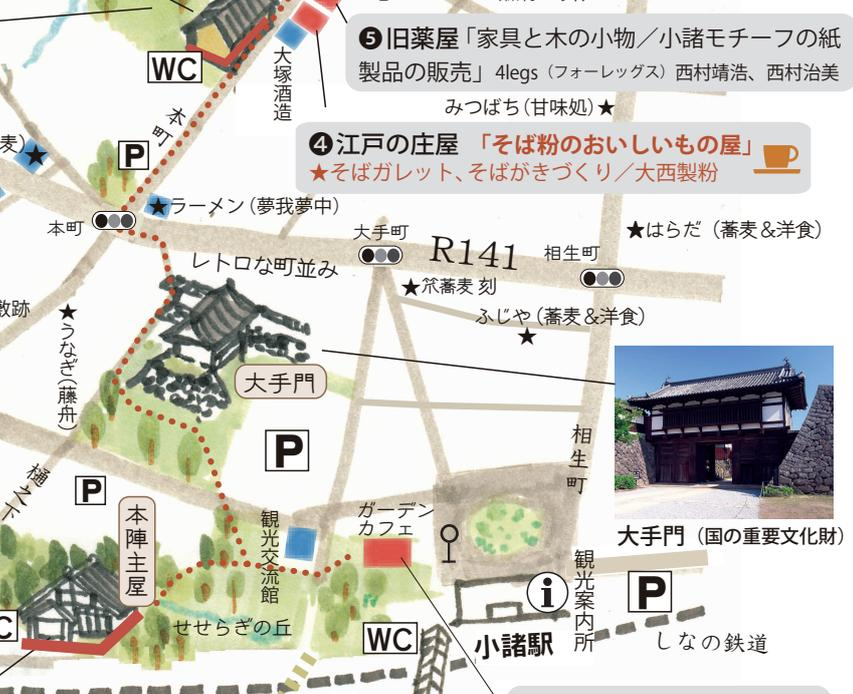 ❺旧薬屋「家具と木の小物／小諸モチーフの紙
製品の販売」4legs（フォーレッグス）西村靖浩、西村治美
WC
大塚酒造
みつばち（甘味処）★
本町
P
❹江戸の庄屋 「そば粉のおいしいもの屋」
★そばガレット、そばがきづくり／大西製粉
麦）★
★ラーメン（夢我夢中）
本町
大手町
R141
相生町
★はらだ（蕎麦＆洋食）
レトロな町並み
蕎麦 刻
ふじや（蕎麦＆洋食）
★
敷跡
★うなぎ（藤舟）
大手門
P
相生町
樋之下
P
大手門（国の重要文化財）
本陣主屋
観光交流館
ガーデン
カフェ
観光案内所
i
P
せせらぎの丘
WC
小諸駅
しなの鉄道
C